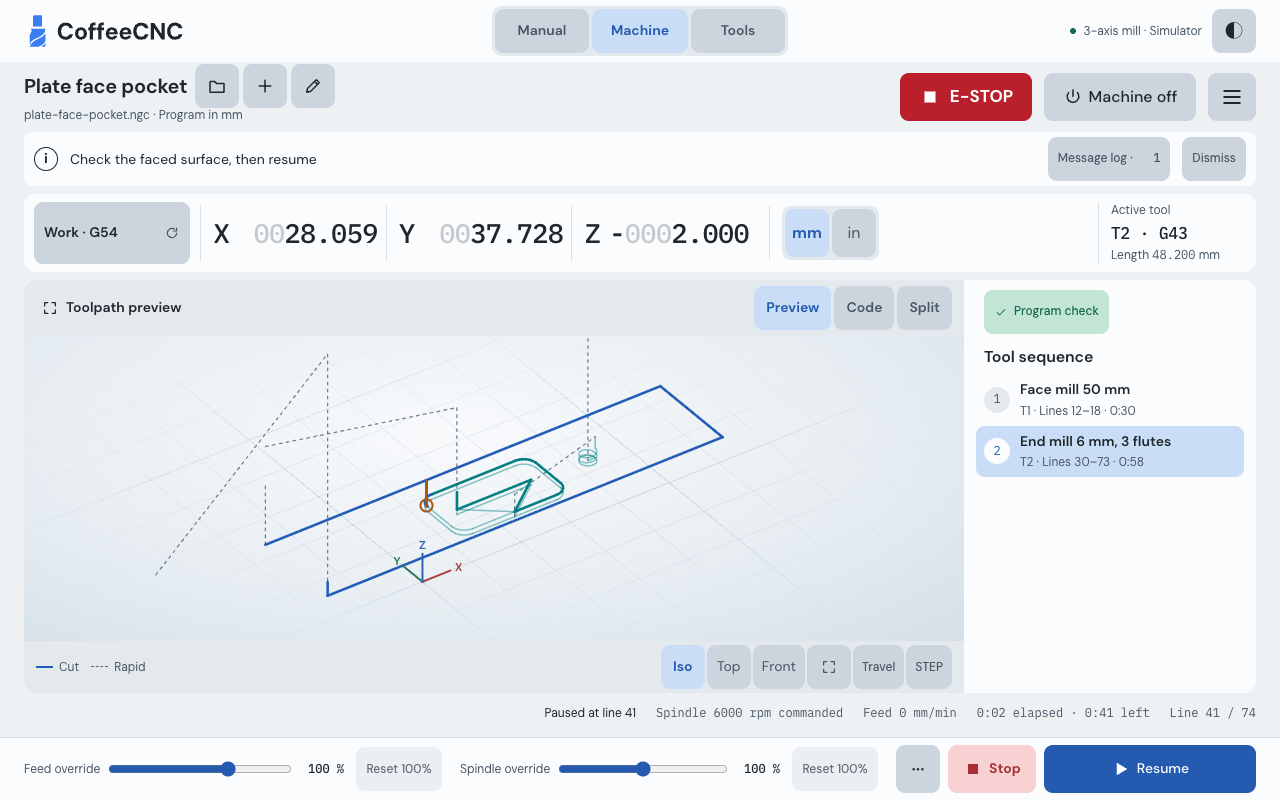 CoffeeCNC
Manual
Machine
Tools
3-axis mill · Simulator
Plate face pocket
plate-face-pocket.ngc · Program in mm
E-STOP
Machine off
i Check the faced surface, then resume
Message log · 1
Dismiss
Work · G54
X 0028.059
Y 0037.728
Z -0002.000
mm
in
Active tool
T2 · G43
Length 48.200 mm
Toolpath preview
Preview
Code
Split
Program check
Tool sequence
1
Face mill 50 mm
T1 · Lines 12–18 · 0:30
2
End mill 6 mm, 3 flutes
T2 · Lines 30–73 · 0:58
Z
Y
X
Cut
Rapid
Iso
Top
Front
Travel
STEP
Paused at line 41
Spindle 6000 rpm commanded
Feed 0 mm/min
0:02 elapsed · 0:41 left
Line 41 / 74
Feed override
100 %
Reset 100%
Spindle override
100 %
Reset 100%
...
Stop
Resume